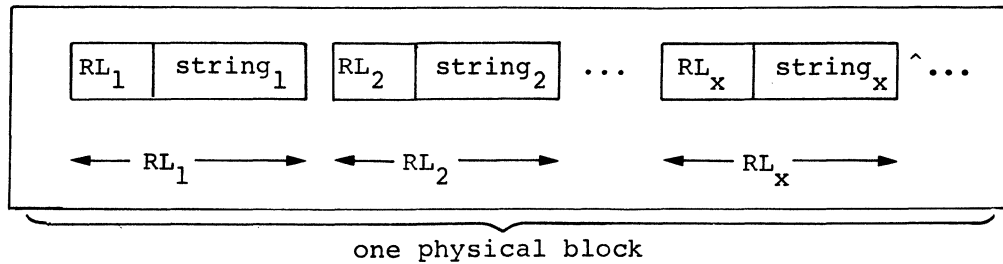 RL₁ string₁ RL₂ string₂ ... RLₓ stringₓ ^ ...
RL₁ RL₂ RLₓ
one physical block